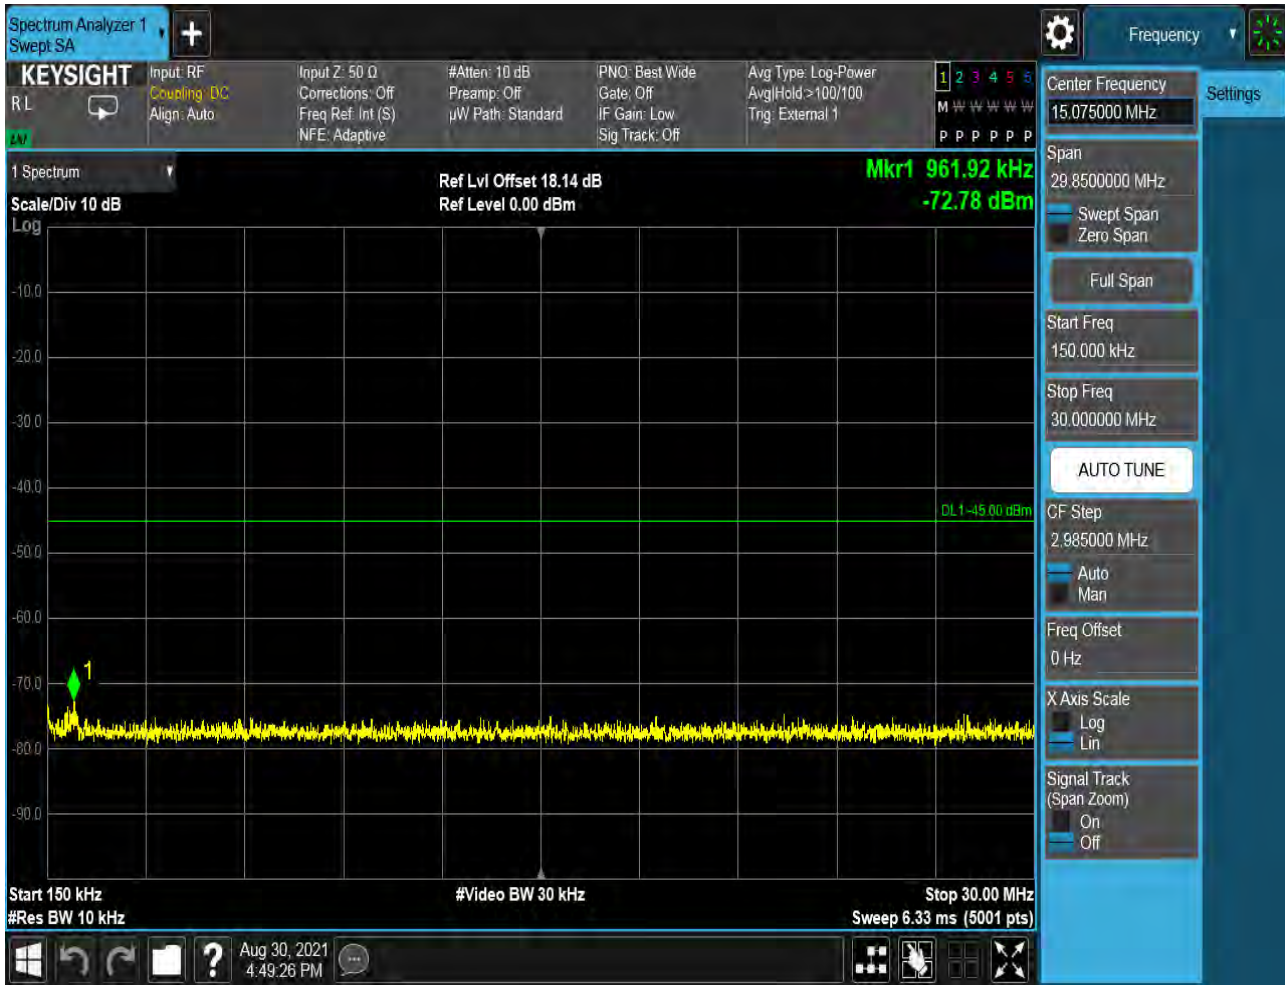 Spectrum Analyzer 1
Swept SA
Frequency
KEYSIGHT
R L
Input: RF
Coupling: DC
Align: Auto
Input Z: 50 Ω
Corrections: Off
Freq Ref: Int (S)
NFE: Adaptive
#Atten: 10 dB
Preamp: Off
µW Path: Standard
PNO: Best Wide
Gate: Off
IF Gain: Low
Sig Track: Off
Avg Type: Log-Power
Avg|Hold:>100/100
Trig: External 1
1 2 3 4 5 6
M W W W W W
P P P P P P
1 Spectrum
Scale/Div 10 dB
Log
Ref Lvl Offset 18.14 dB
Ref Level 0.00 dBm
Mkr1 961.92 kHz
-72.78 dBm
-10.0
-20.0
-30.0
-40.0
DL1 -45.00 dBm
-50.0
-60.0
1
-70.0
-80.0
-90.0
Start 150 kHz
#Res BW 10 kHz
#Video BW 30 kHz
Stop 30.00 MHz
Sweep 6.33 ms (5001 pts)
Aug 30, 2021
4:49:26 PM
?
Center Frequency
15.075000 MHz
Settings
Span
29.8500000 MHz
Swept Span
Zero Span
Full Span
Start Freq
150.000 kHz
Stop Freq
30.000000 MHz
AUTO TUNE
CF Step
2.985000 MHz
Auto
Man
Freq Offset
0 Hz
X Axis Scale
Log
Lin
Signal Track
(Span Zoom)
On
Off